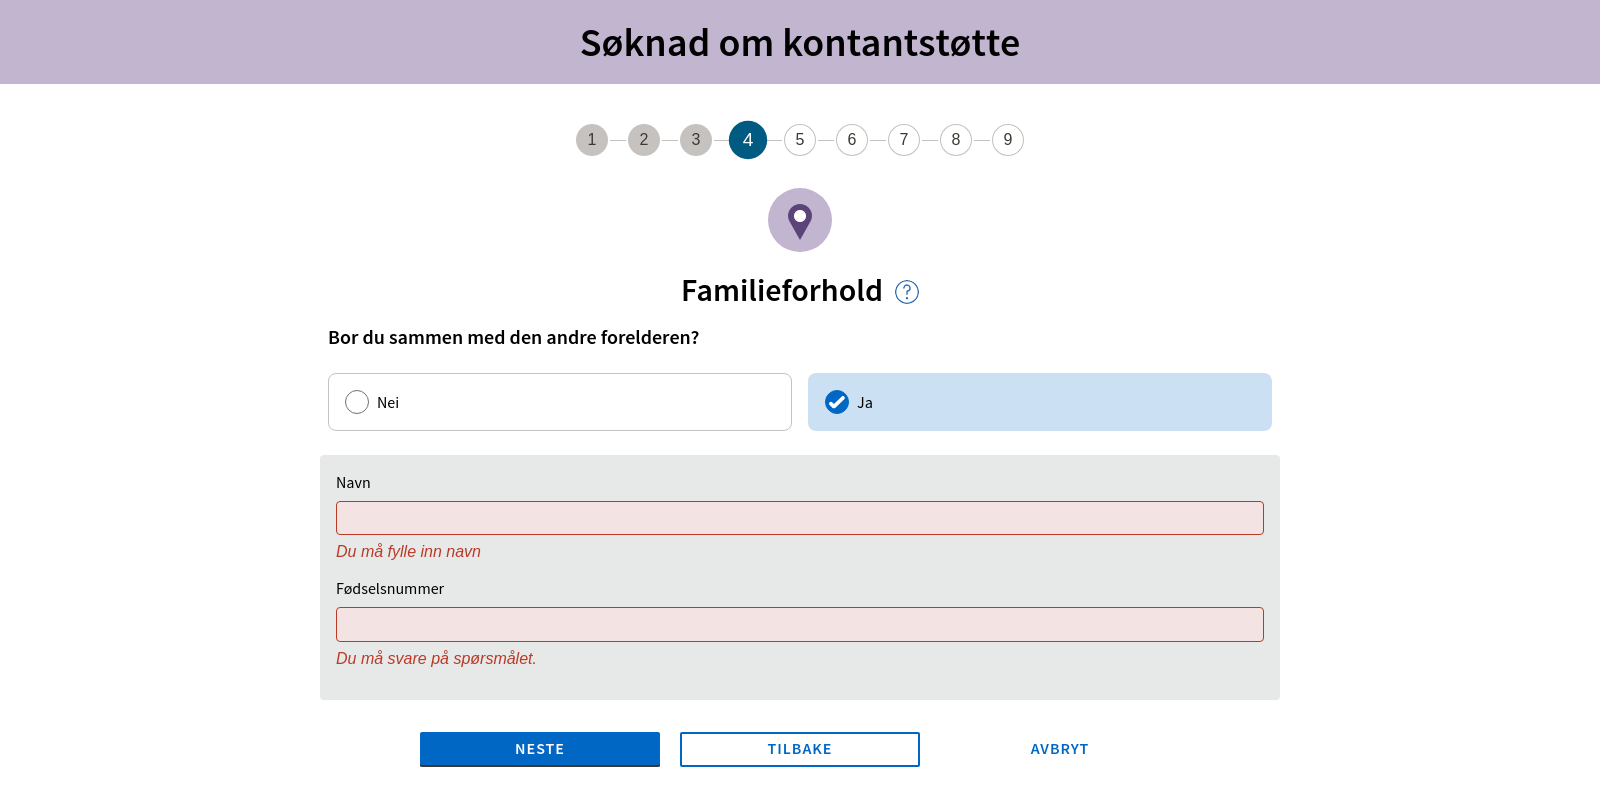 Søknad om kontantstøtte
1 2 3 4 5 6 7 8 9
Familieforhold ?
Bor du sammen med den andre forelderen?
Nei Ja
Navn
Du må fylle inn navn
Fødselsnummer
Du må svare på spørsmålet.
NESTE TILBAKE AVBRYT